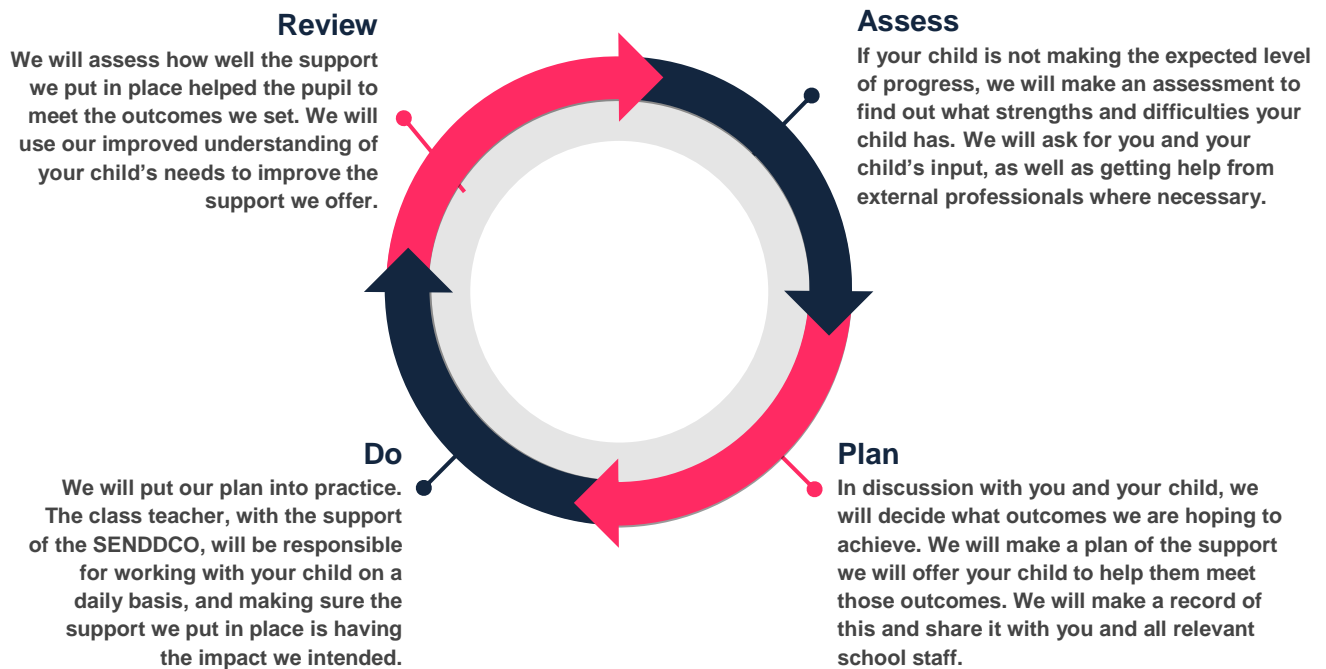 Review
We will assess how well the support
we put in place helped the pupil to
meet the outcomes we set. We will
use our improved understanding of
your child’s needs to improve the
support we offer.
Assess
If your child is not making the expected level
of progress, we will make an assessment to
find out what strengths and difficulties your
child has. We will ask for you and your
child’s input, as well as getting help from
external professionals where necessary.
Do
We will put our plan into practice.
The class teacher, with the support
of the SENDDCO, will be responsible
for working with your child on a
daily basis, and making sure the
support we put in place is having
the impact we intended.
Plan
In discussion with you and your child, we
will decide what outcomes we are hoping to
achieve. We will make a plan of the support
we will offer your child to help them meet
those outcomes. We will make a record of
this and share it with you and all relevant
school staff.